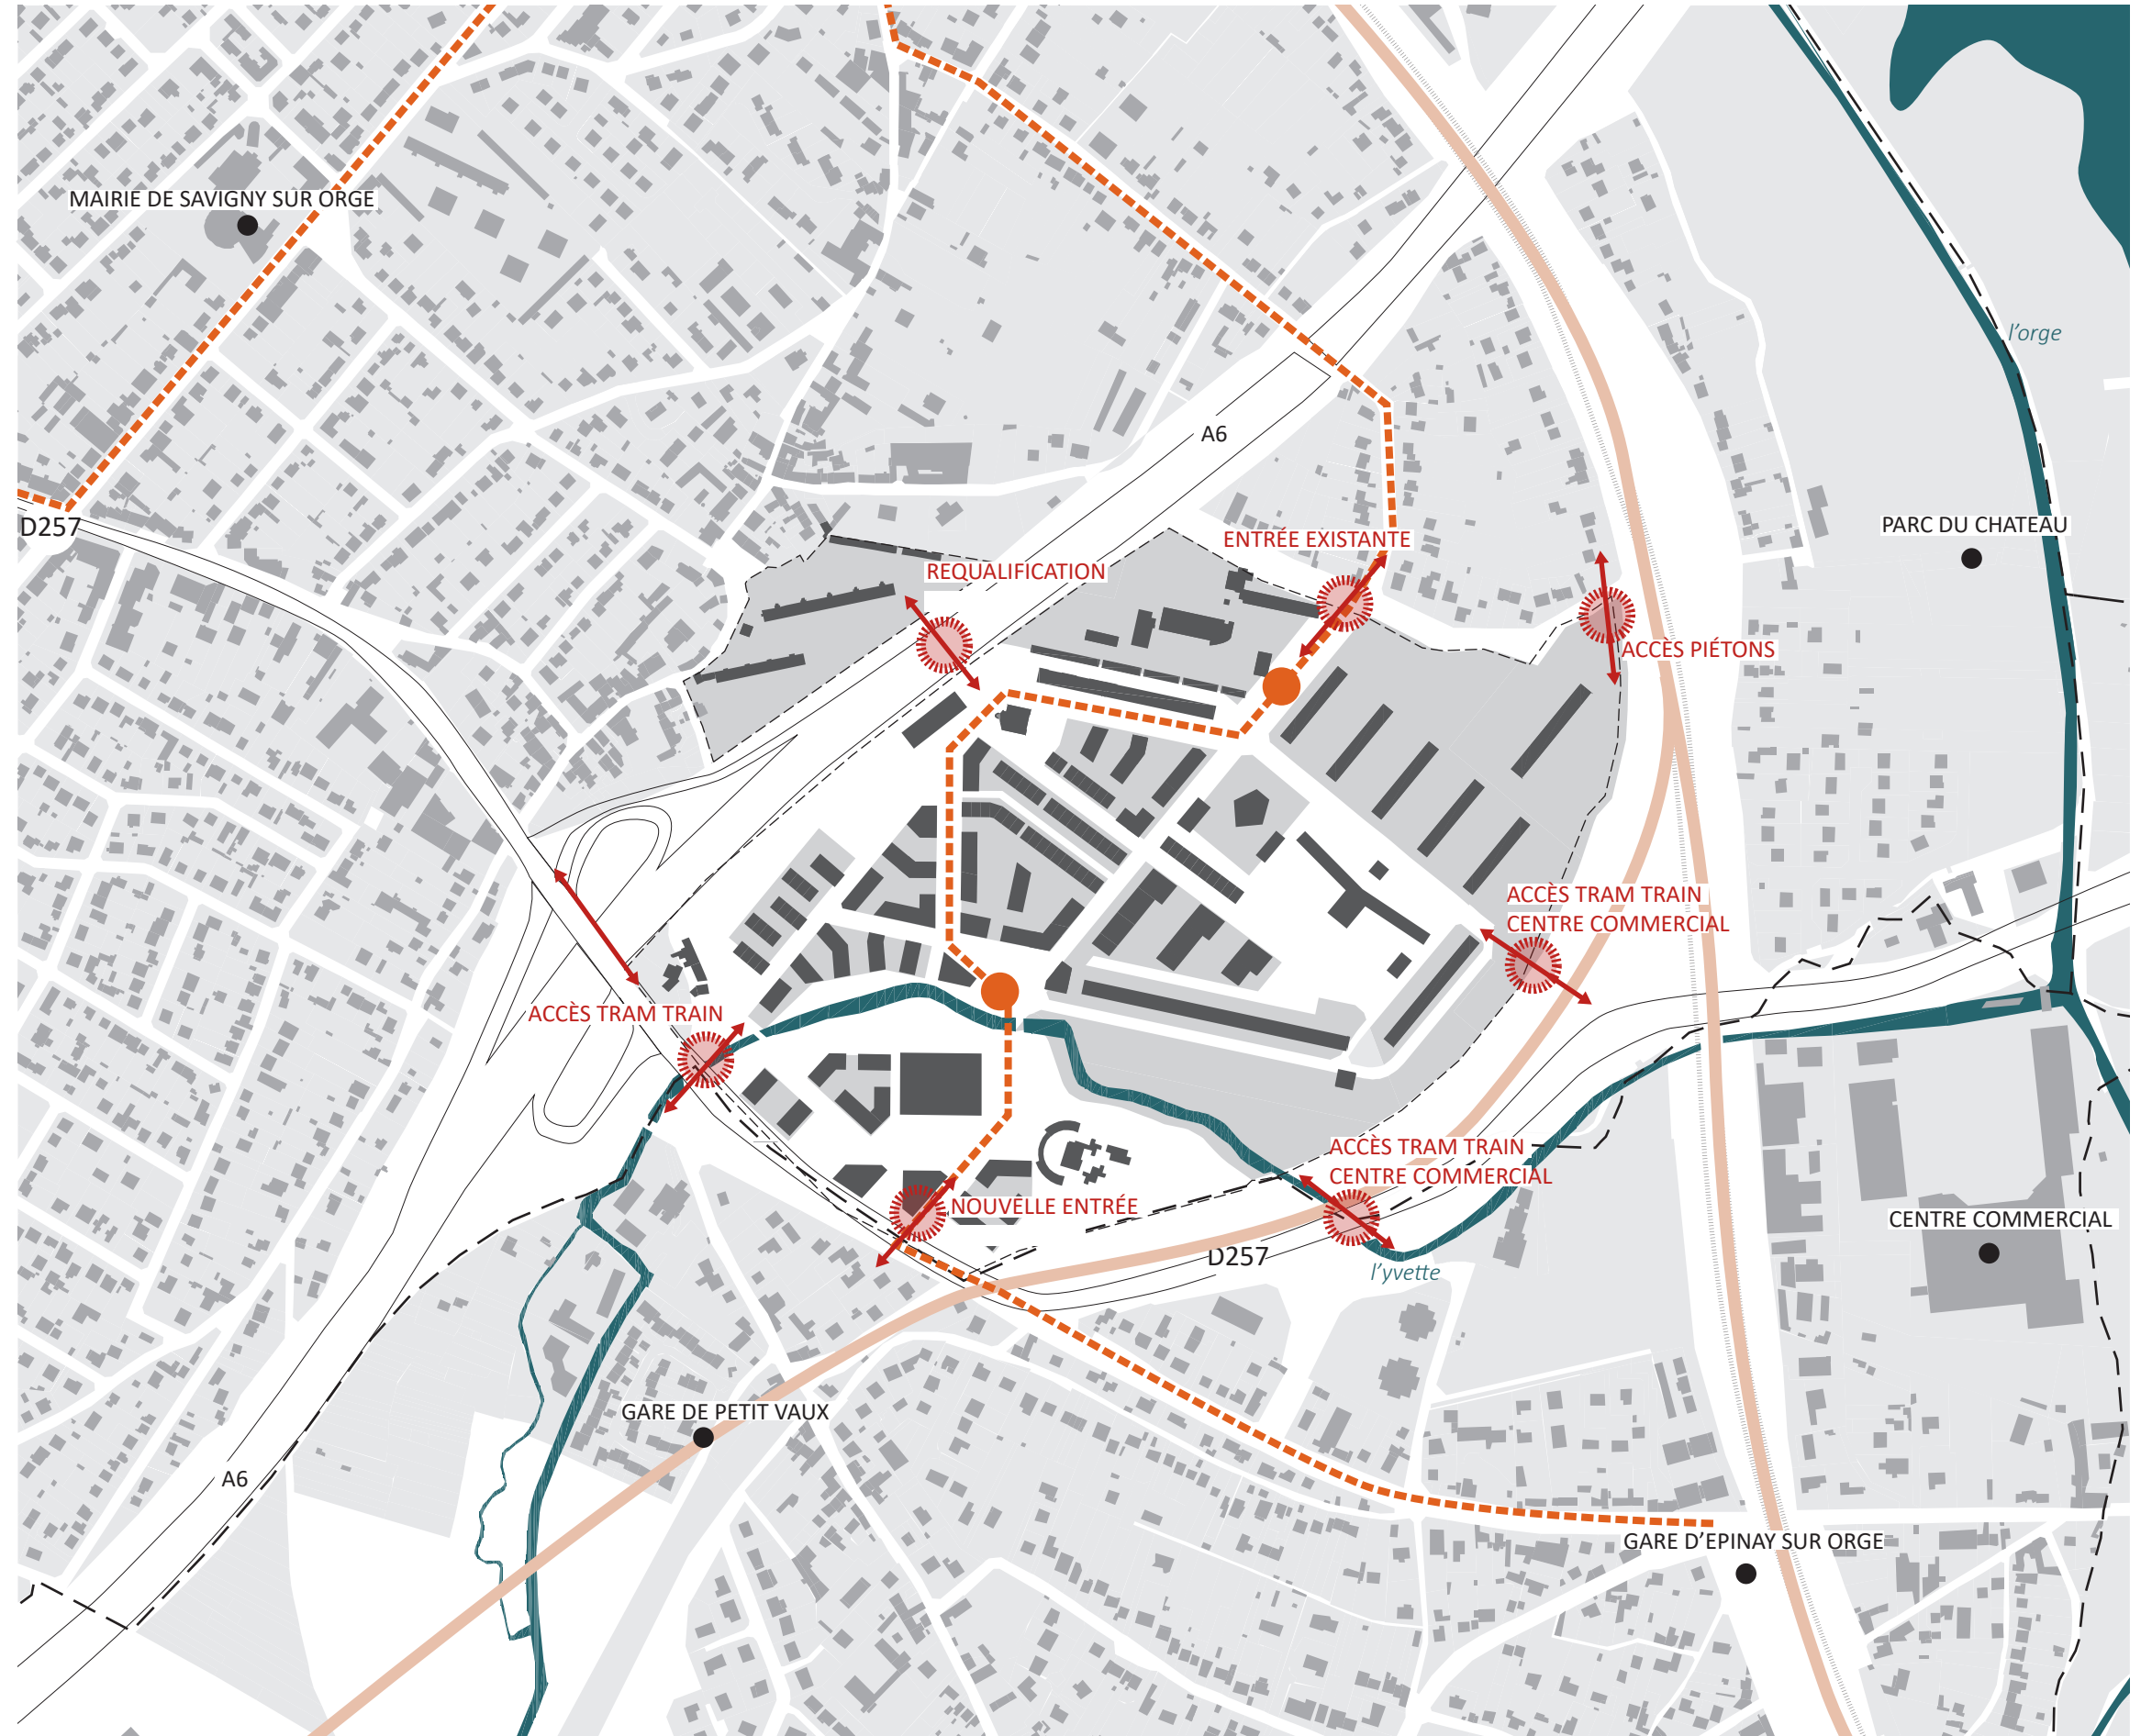 MAIRIE DE SAVIGNY SUR ORGE
l'orge
A6
D257
PARC DU CHATEAU
ENTRÉE EXISTANTE
REQUALIFICATION
ACCÈS PIÉTONS
ACCÈS TRAM TRAIN
CENTRE COMMERCIAL
ACCÈS TRAM TRAIN
ACCÈS TRAM TRAIN
CENTRE COMMERCIAL
NOUVELLE ENTRÉE
CENTRE COMMERCIAL
D257
l'yvette
GARE DE PETIT VAUX
A6
GARE D'EPINAY SUR ORGE